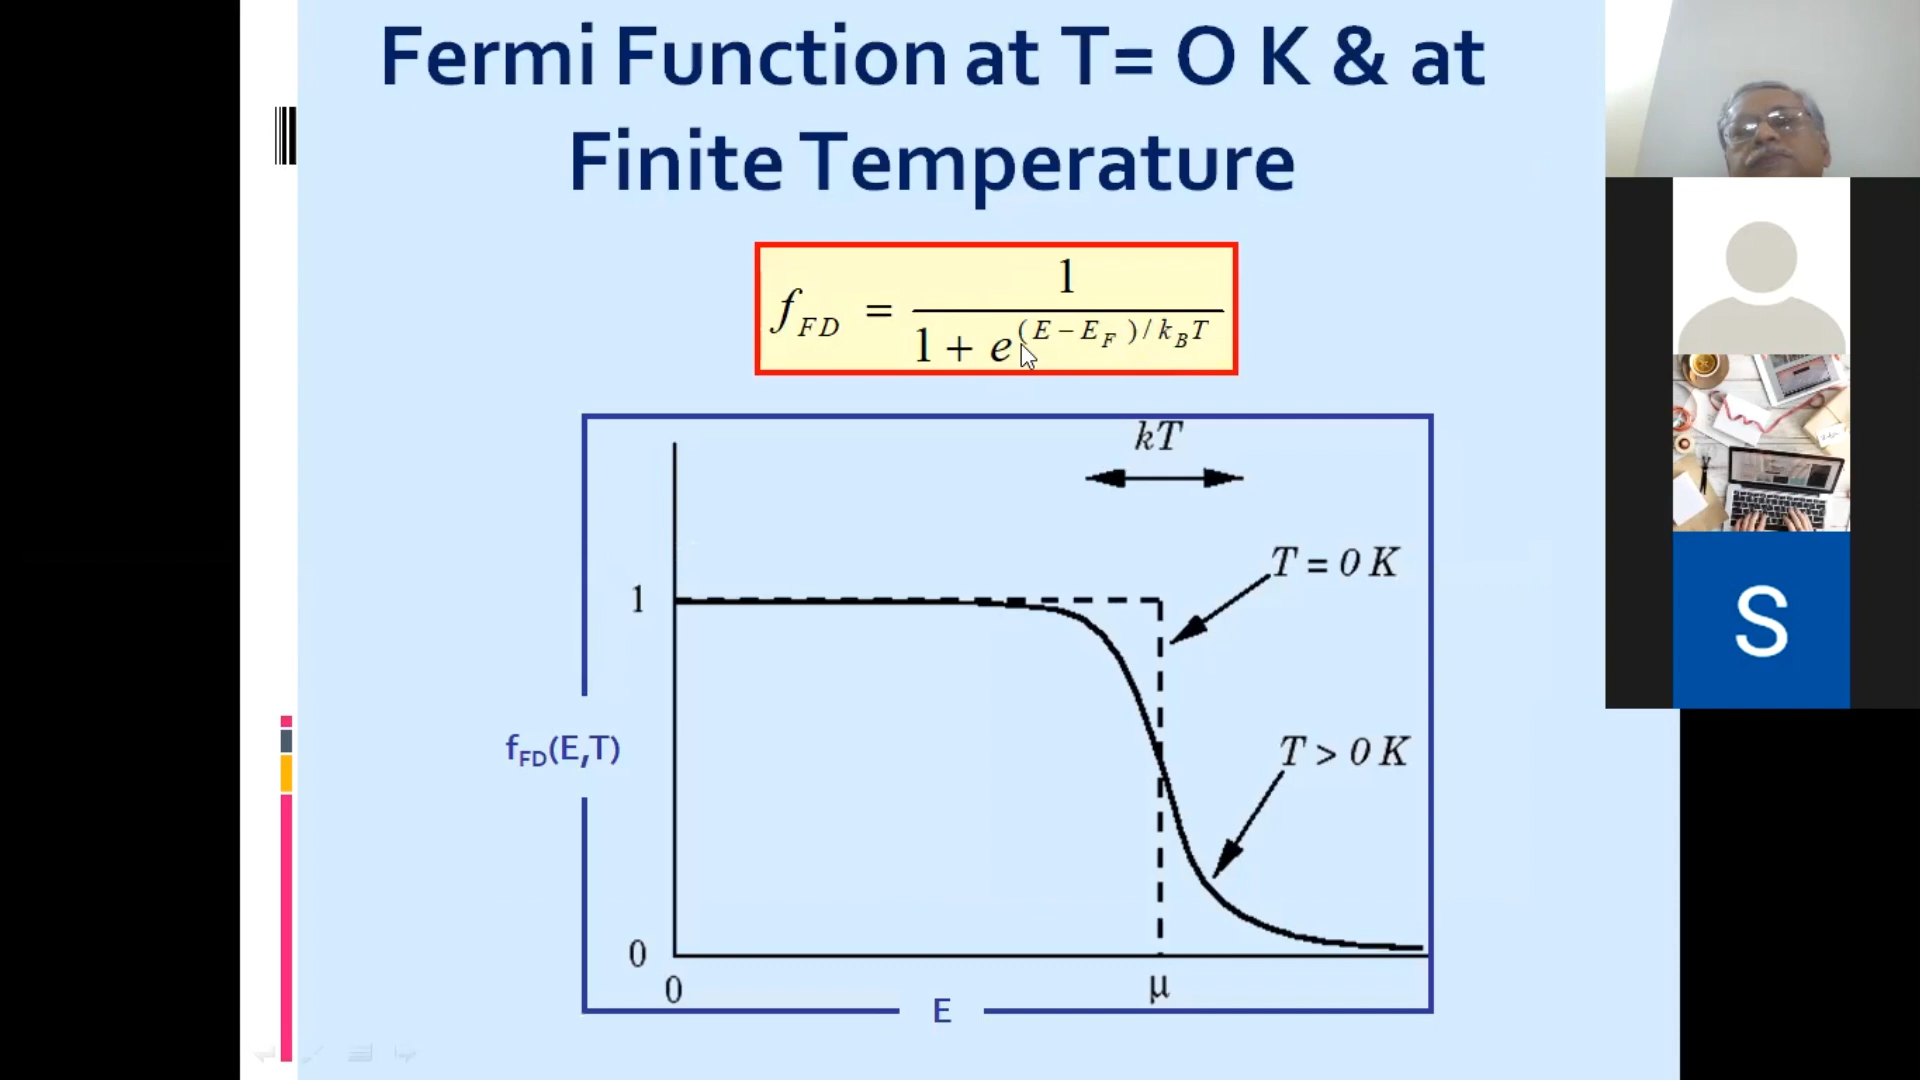 Fermi Function at T= O K & at
Finite Temperature
f_FD = 1 / (1 + e^((E - E_F) / k_B T))
kT
T = 0 K
1
f_FD(E,T)
T > 0 K
0
0
μ
E
S